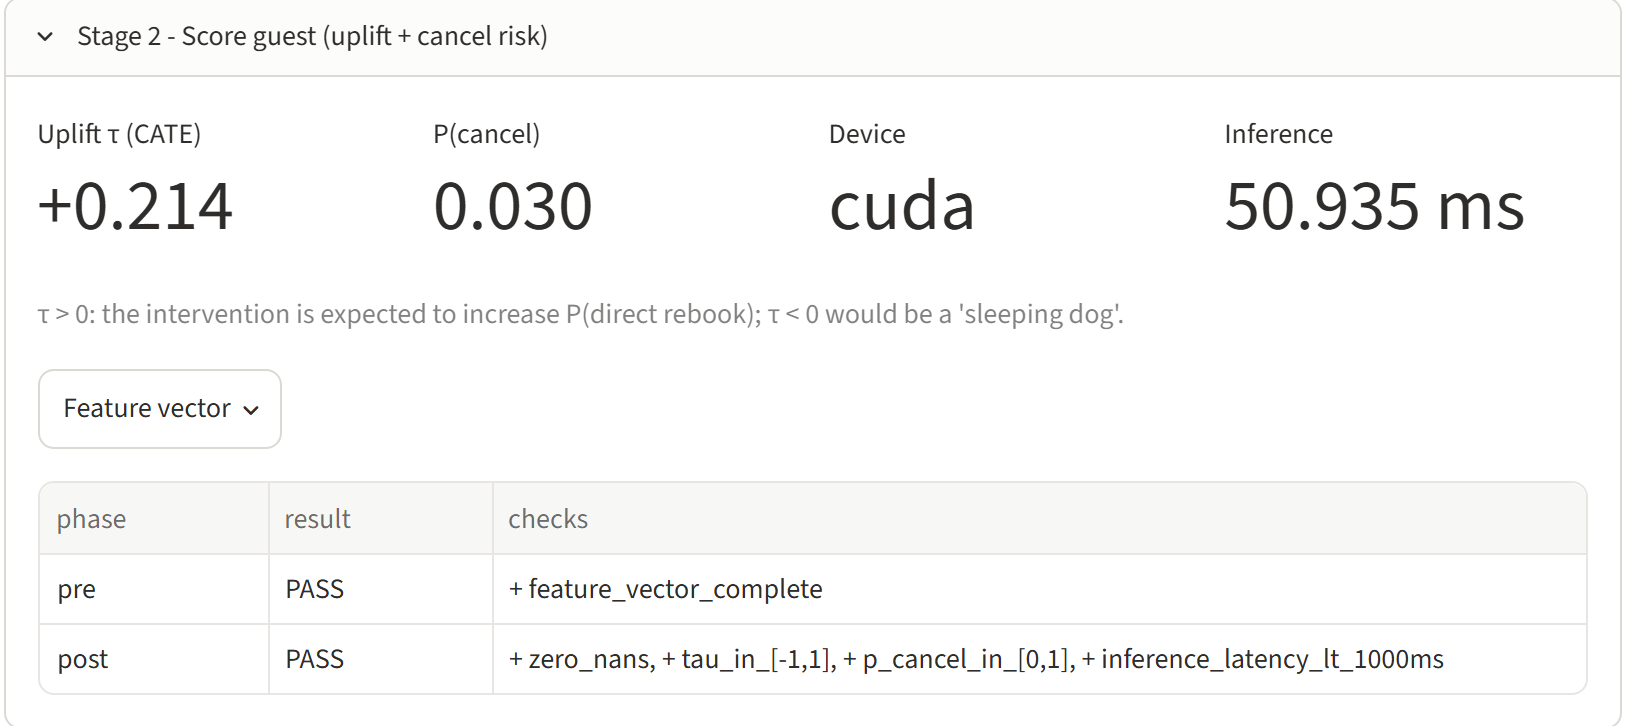 Stage 2 - Score guest (uplift + cancel risk)
Uplift τ (CATE)
P(cancel)
Device
Inference
+0.214
0.030
cuda
50.935 ms
τ > 0: the intervention is expected to increase P(direct rebook); τ < 0 would be a 'sleeping dog'.
Feature vector
phase result checks
pre PASS + feature_vector_complete
post PASS + zero_nans, + tau_in_[-1,1], + p_cancel_in_[0,1], + inference_latency_lt_1000ms